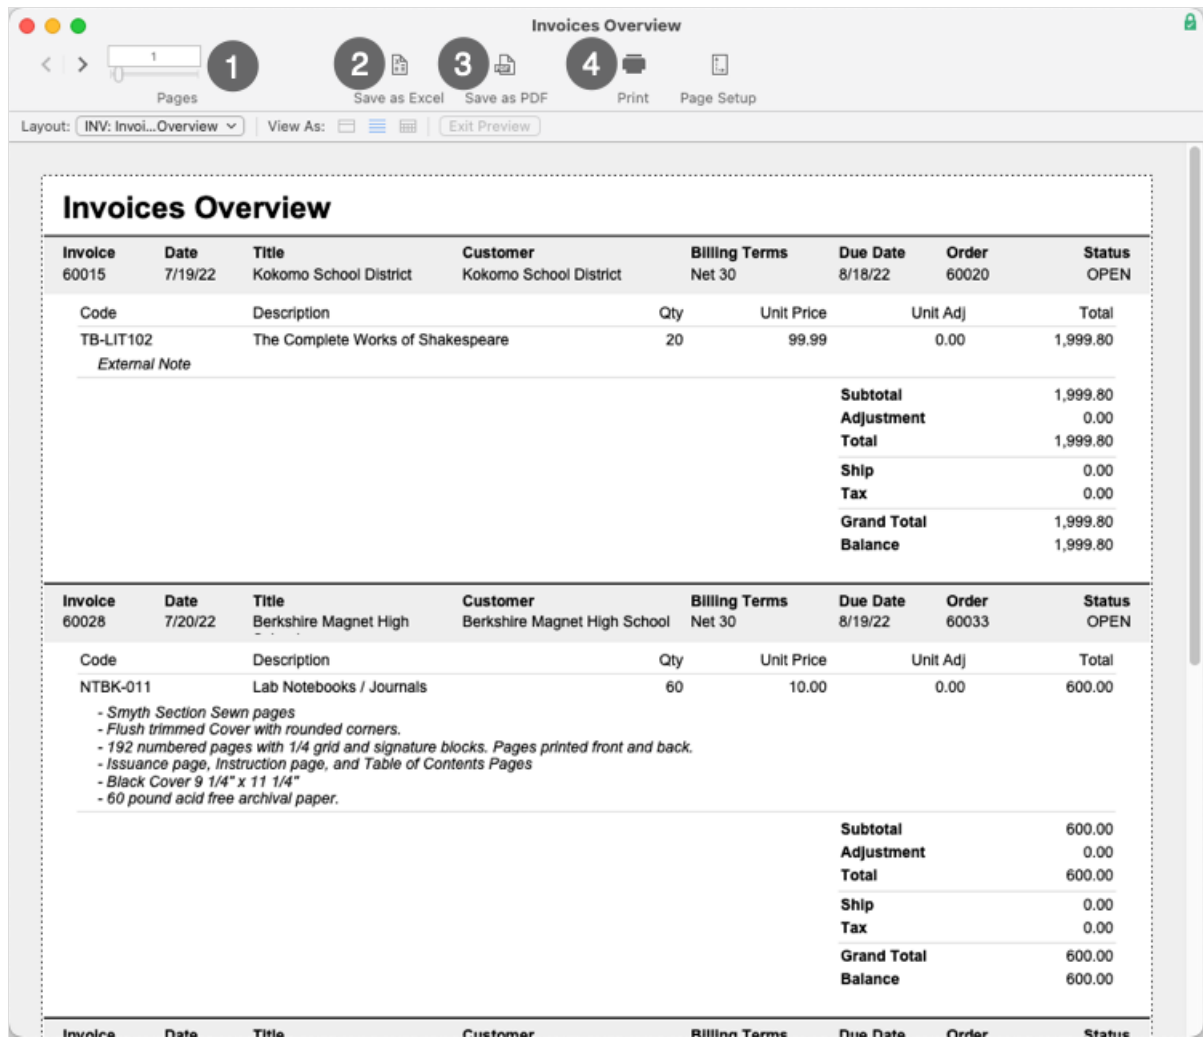 Invoices Overview
1
1 2 3 4
Pages Save as Excel Save as PDF Print Page Setup
Layout: INV: Invoi...Overview View As: Exit Preview
Invoices Overview
Invoice Date Title Customer Billing Terms Due Date Order Status
60015 7/19/22 Kokomo School District Kokomo School District Net 30 8/18/22 60020 OPEN
Code Description Qty Unit Price Unit Adj Total
TB-LIT102 The Complete Works of Shakespeare 20 99.99 0.00 1,999.80
External Note
Subtotal 1,999.80
Adjustment 0.00
Total 1,999.80
Ship 0.00
Tax 0.00
Grand Total 1,999.80
Balance 1,999.80
Invoice Date Title Customer Billing Terms Due Date Order Status
60028 7/20/22 Berkshire Magnet High Berkshire Magnet High School Net 30 8/19/22 60033 OPEN
Code Description Qty Unit Price Unit Adj Total
NTBK-011 Lab Notebooks / Journals 60 10.00 0.00 600.00
- Smyth Section Sewn pages
- Flush trimmed Cover with rounded corners.
- 192 numbered pages with 1/4 grid and signature blocks. Pages printed front and back.
- Issuance page, Instruction page, and Table of Contents Pages
- Black Cover 9 1/4" x 11 1/4"
- 60 pound acid free archival paper.
Subtotal 600.00
Adjustment 0.00
Total 600.00
Ship 0.00
Tax 0.00
Grand Total 600.00
Balance 600.00
Invoice Date Title Customer Billing Terms Due Date Order Status